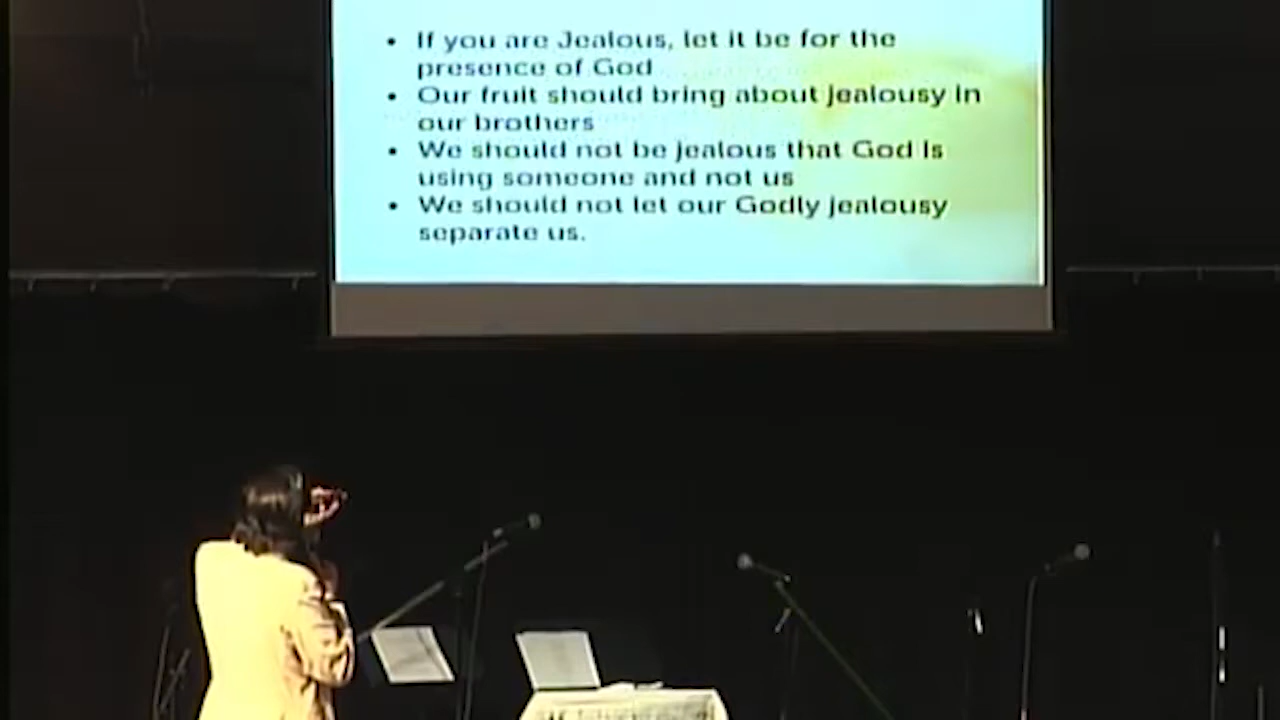 • If you are Jealous, let it be for the
presence of God
• Our fruit should bring about jealousy in
our brothers
• We should not be jealous that God is
using someone and not us
• We should not let our Godly jealousy
separate us.